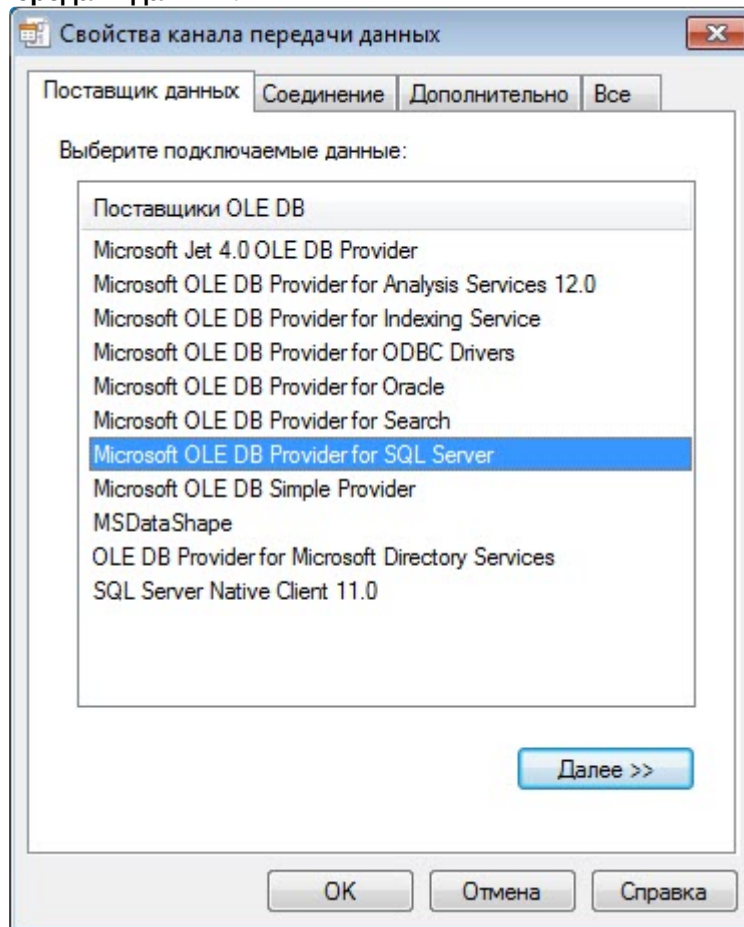 Свойства канала передачи данных
Поставщик данных Соединение Дополнительно Все
Выберите подключаемые данные:
Поставщики OLE DB
Microsoft Jet 4.0 OLE DB Provider
Microsoft OLE DB Provider for Analysis Services 12.0
Microsoft OLE DB Provider for Indexing Service
Microsoft OLE DB Provider for ODBC Drivers
Microsoft OLE DB Provider for Oracle
Microsoft OLE DB Provider for Search
Microsoft OLE DB Provider for SQL Server
Microsoft OLE DB Simple Provider
MSDataShape
OLE DB Provider for Microsoft Directory Services
SQL Server Native Client 11.0
Далее >>
OK Отмена Справка